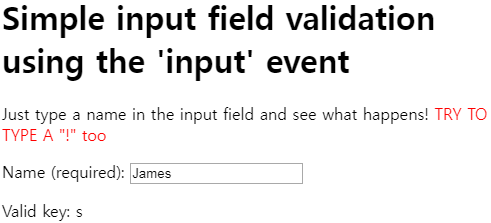 Simple input field validation
using the 'input' event
Just type a name in the input field and see what happens! TRY TO
TYPE A "!" too
Name (required): James
Valid key: s